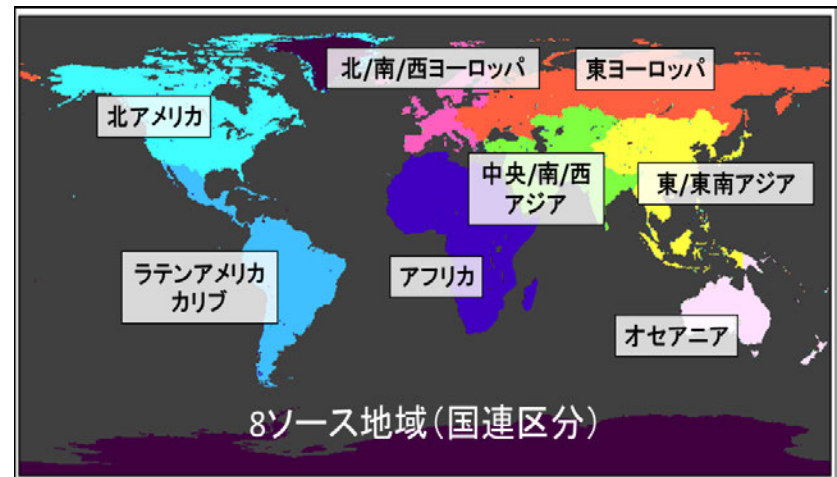 北/南/西ヨーロッパ
東ヨーロッパ
北アメリカ
中央/南/西
アジア
東/東南アジア
ラテンアメリカ
カリブ
アフリカ
オセアニア
8ソース地域(国連区分)